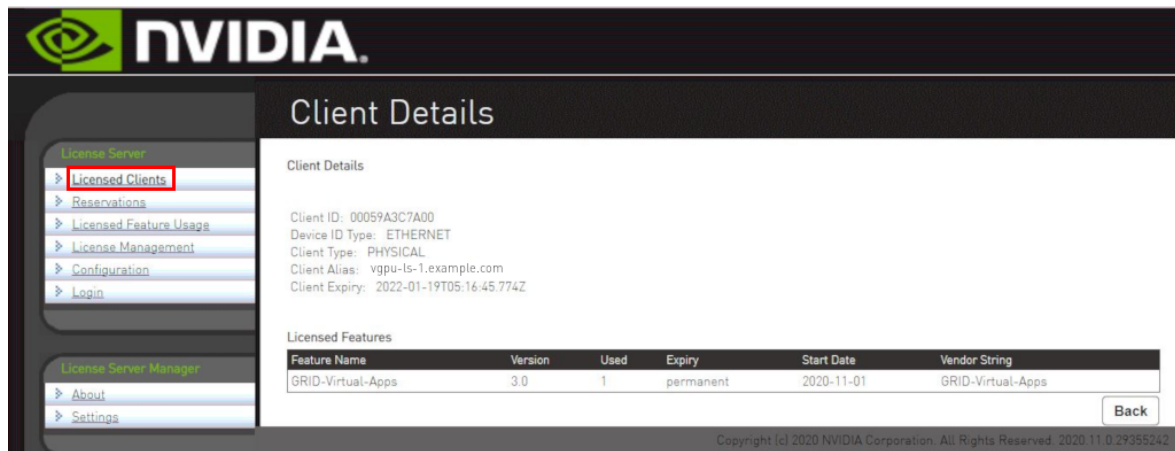 NVIDIA.
Client Details
License Server
Licensed Clients
Reservations
Licensed Feature Usage
License Management
Configuration
Login
License Server Manager
About
Settings
Client Details
Client ID: 00059A3C7A00
Device ID Type: ETHERNET
Client Type: PHYSICAL
Client Alias: vgpu-ls-1.example.com
Client Expiry: 2022-01-19T05:16:45.774Z
Licensed Features
Feature Name Version Used Expiry Start Date Vendor String
GRID-Virtual-Apps 3.0 1 permanent 2020-11-01 GRID-Virtual-Apps
Back
Copyright (c) 2020 NVIDIA Corporation. All Rights Reserved. 2020.11.0.29355242